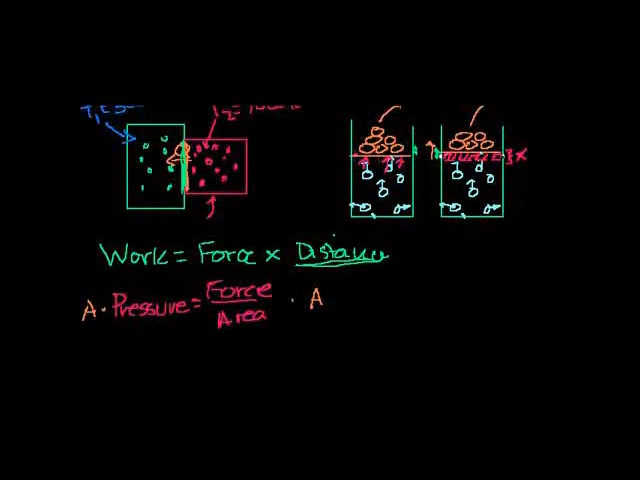 x
Work = Force x Distance
A · Pressure = Force / Area · A